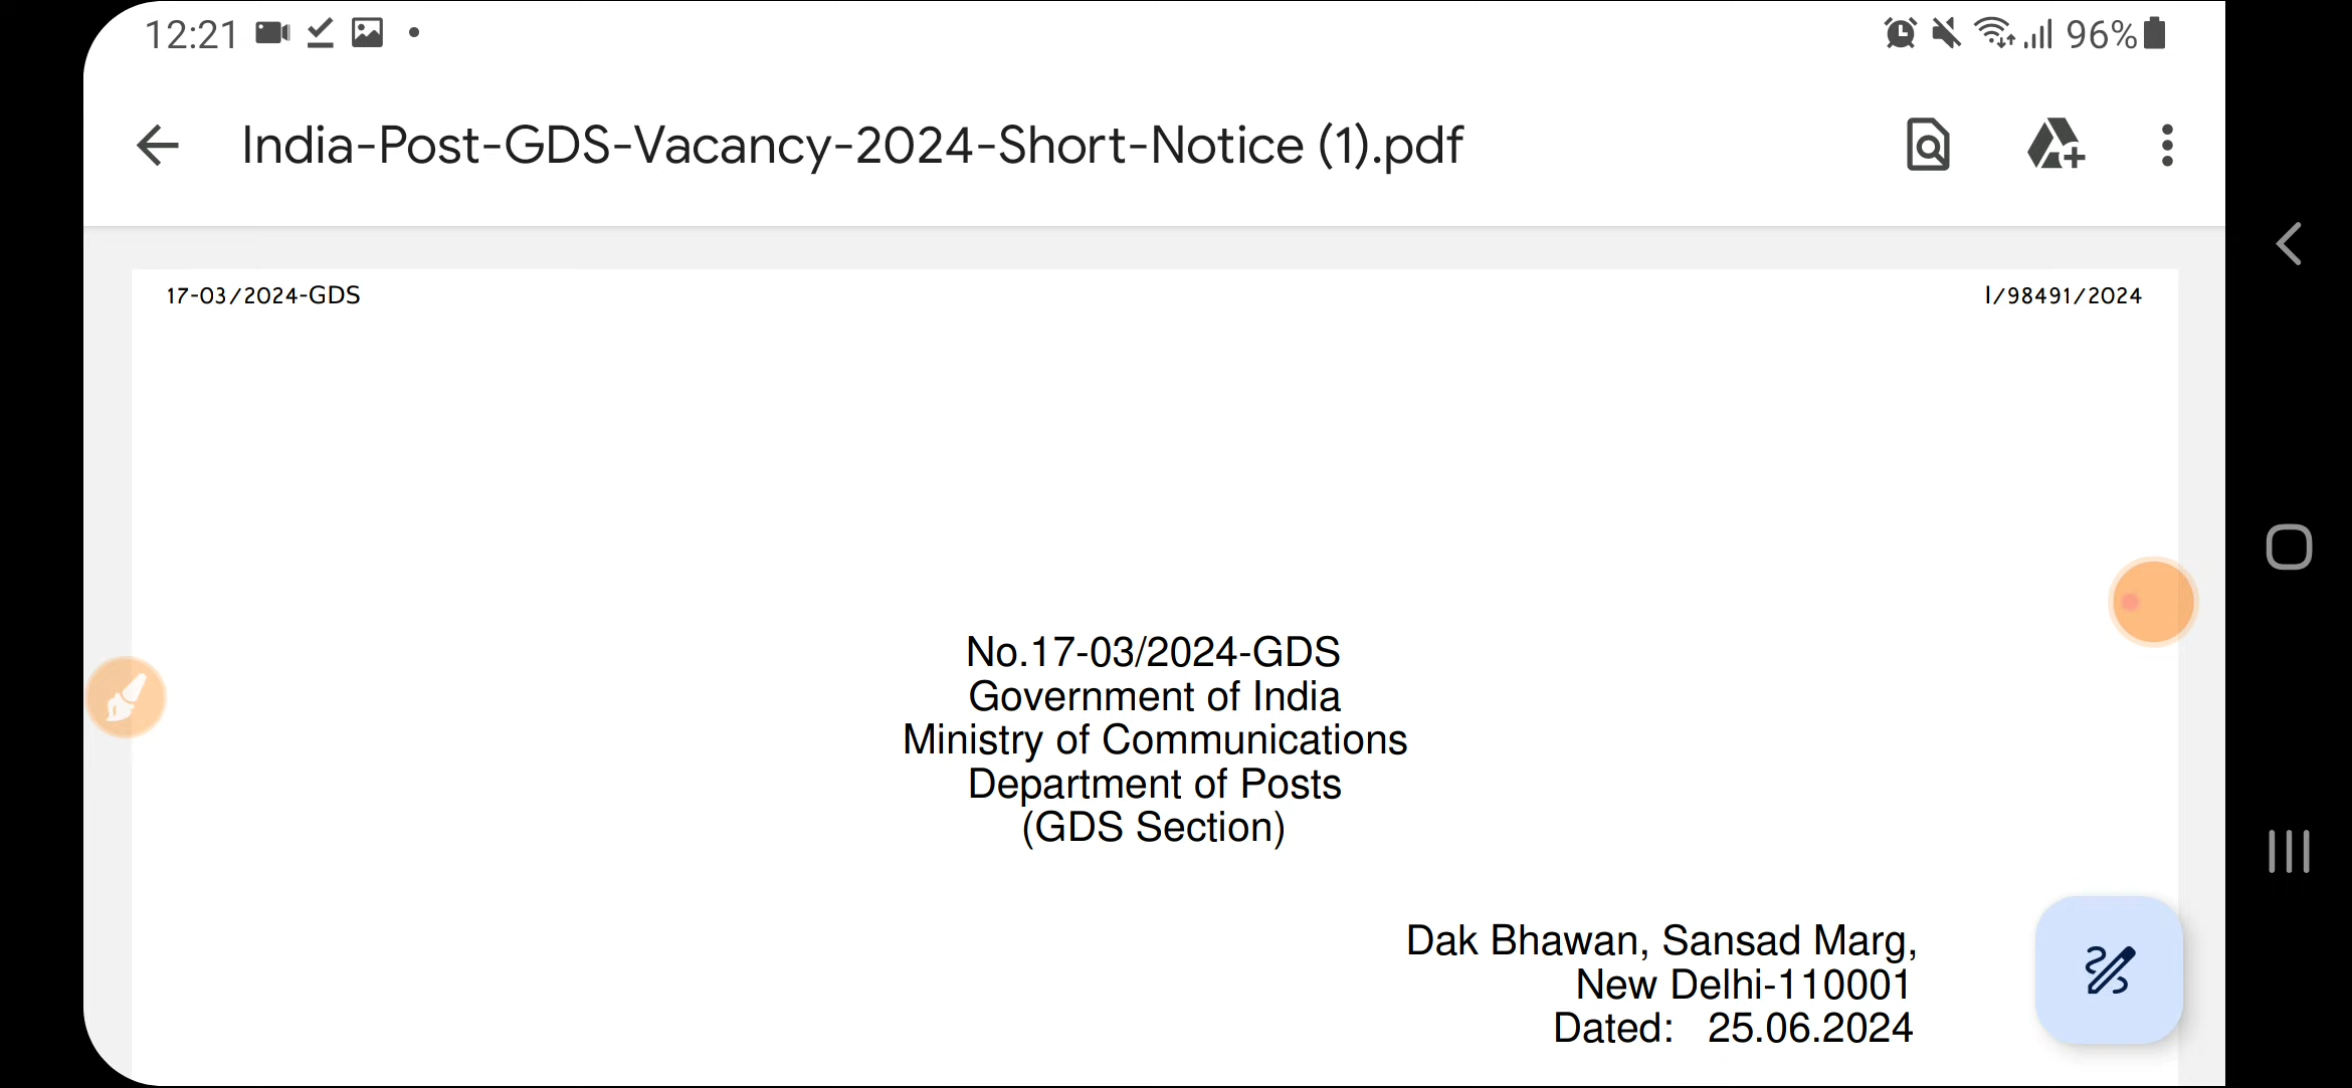 12:21
96%
India-Post-GDS-Vacancy-2024-Short-Notice (1).pdf
17-03/2024-GDS
I/98491/2024
No.17-03/2024-GDS
Government of India
Ministry of Communications
Department of Posts
(GDS Section)
Dak Bhawan, Sansad Marg,
New Delhi-110001
Dated: 25.06.2024